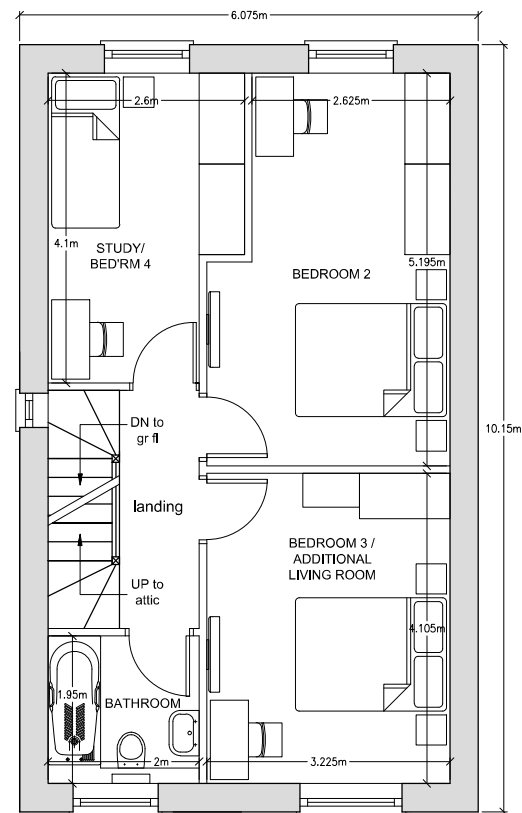 6.075m
2.6m
2.625m
4.1m
STUDY/
BED'RM 4
5.195m
BEDROOM 2
DN to
gr fl
10.15m
landing
BEDROOM 3 /
ADDITIONAL
LIVING ROOM
UP to
attic
4.105m
1.95m
BATHROOM
2m
3.225m